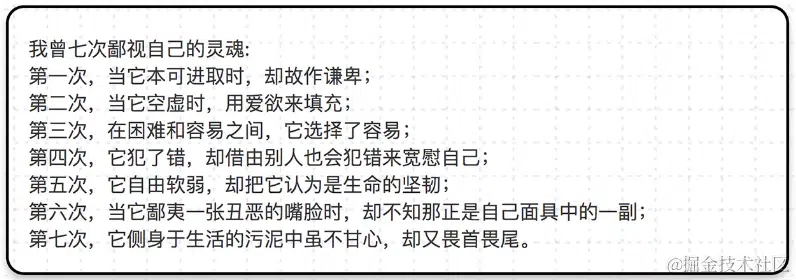 我曾七次鄙视自己的灵魂:
第一次，当它本可进取时，却故作谦卑；
第二次，当它空虚时，用爱欲来填充；
第三次，在困难和容易之间，它选择了容易；
第四次，它犯了错，却借由别人也会犯错来宽慰自己；
第五次，它自由软弱，却把它认为是生命的坚韧；
第六次，当它鄙夷一张丑恶的嘴脸时，却不知那正是自己面具中的一副；
第七次，它侧身于生活的污泥中虽不甘心，却又畏首畏尾。
@掘金技术社区